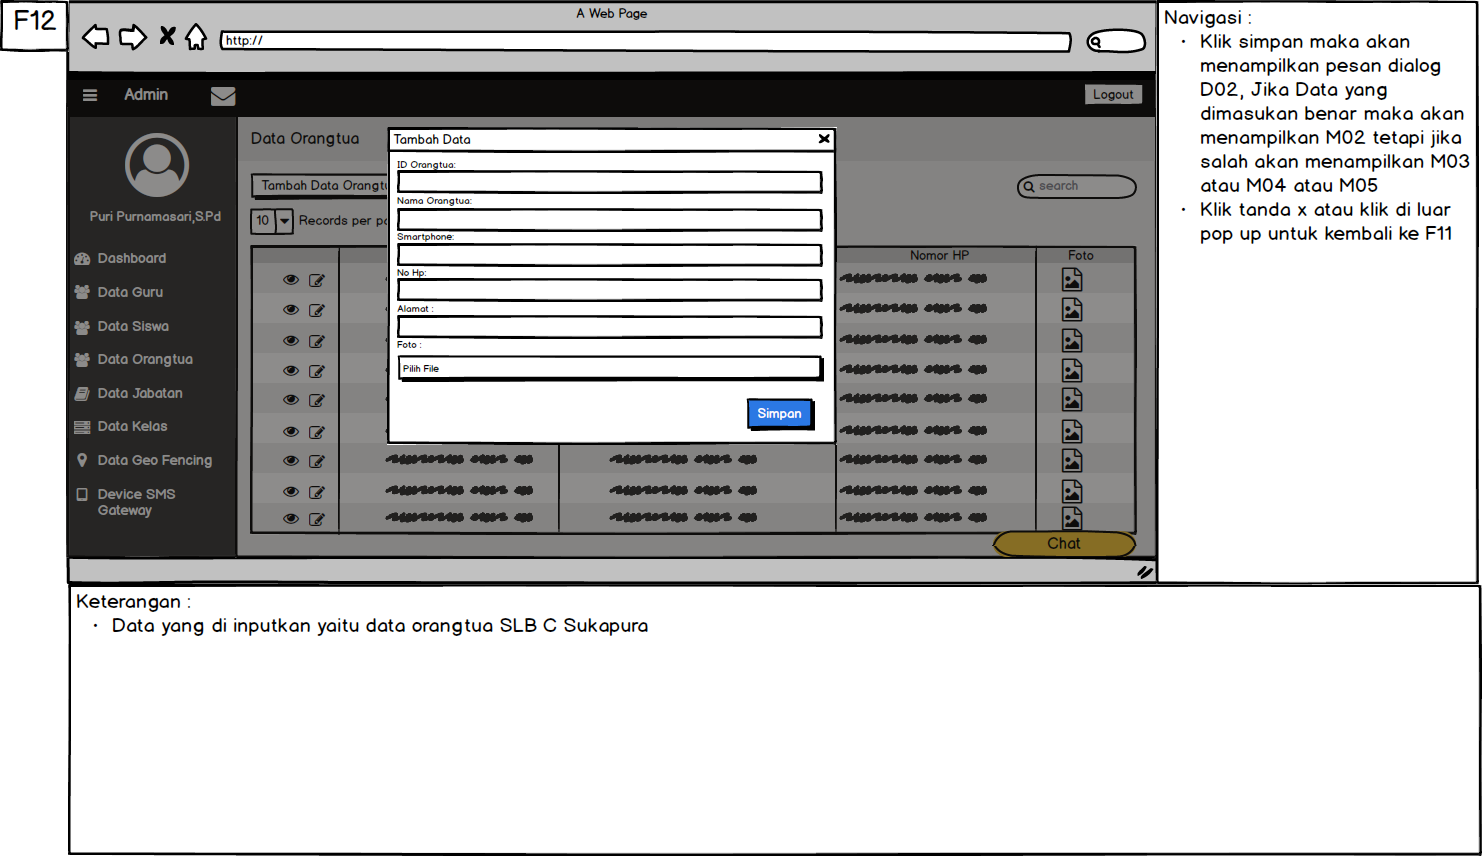 F12
A Web Page
http://
Admin
Logout
Puri Purnamasari,S.Pd
Dashboard
Data Guru
Data Siswa
Data Orangtua
Data Jabatan
Data Kelas
Data Geo Fencing
Device SMS
Gateway
Data Orangtua
Tambah Data Orangtu
search
10
Records per pa
Nomor HP
Foto
Tambah Data
ID Orangtua:
Nama Orangtua:
Smartphone:
No Hp:
Alamat :
Foto :
Pilih File
Simpan
Chat
Navigasi :
• Klik simpan maka akan
menampilkan pesan dialog
D02, Jika Data yang
dimasukan benar maka akan
menampilkan M02 tetapi jika
salah akan menampilkan M03
atau M04 atau M05
• Klik tanda x atau klik di luar
pop up untuk kembali ke F11
Keterangan :
• Data yang di inputkan yaitu data orangtua SLB C Sukapura